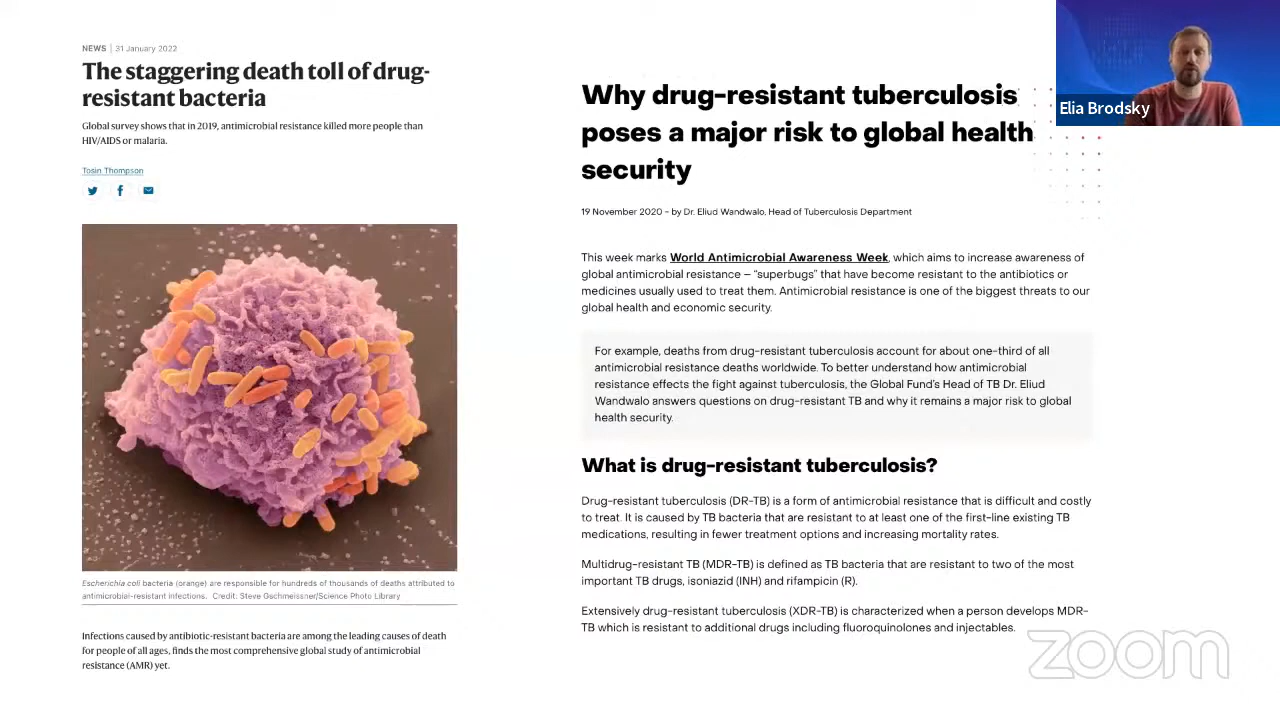 NEWS | 31 January 2022
The staggering death toll of drug-
resistant bacteria
Global survey shows that in 2019, antimicrobial resistance killed more people than
HIV/AIDS or malaria.
Tosin Thompson
Escherichia coli bacteria (orange) are responsible for hundreds of thousands of deaths attributed to
antimicrobial-resistant infections. Credit: Steve Gschmeissner/Science Photo Library
Infections caused by antibiotic-resistant bacteria are among the leading causes of death
for people of all ages, finds the most comprehensive global study of antimicrobial
resistance (AMR) yet.
Why drug-resistant tuberculosis
poses a major risk to global health
security
19 November 2020 – by Dr. Eliud Wandwalo, Head of Tuberculosis Department
This week marks World Antimicrobial Awareness Week, which aims to increase awareness of
global antimicrobial resistance – “superbugs” that have become resistant to the antibiotics or
medicines usually used to treat them. Antimicrobial resistance is one of the biggest threats to our
global health and economic security.
For example, deaths from drug-resistant tuberculosis account for about one-third of all
antimicrobial resistance deaths worldwide. To better understand how antimicrobial
resistance effects the fight against tuberculosis, the Global Fund's Head of TB Dr. Eliud
Wandwalo answers questions on drug-resistant TB and why it remains a major risk to global
health security.
What is drug-resistant tuberculosis?
Drug-resistant tuberculosis (DR-TB) is a form of antimicrobial resistance that is difficult and costly
to treat. It is caused by TB bacteria that are resistant to at least one of the first-line existing TB
medications, resulting in fewer treatment options and increasing mortality rates.
Multidrug-resistant TB (MDR-TB) is defined as TB bacteria that are resistant to two of the most
important TB drugs, isoniazid (INH) and rifampicin (R).
Extensively drug-resistant tuberculosis (XDR-TB) is characterized when a person develops MDR-
TB which is resistant to additional drugs including fluoroquinolones and injectables.
Elia Brodsky
zoom